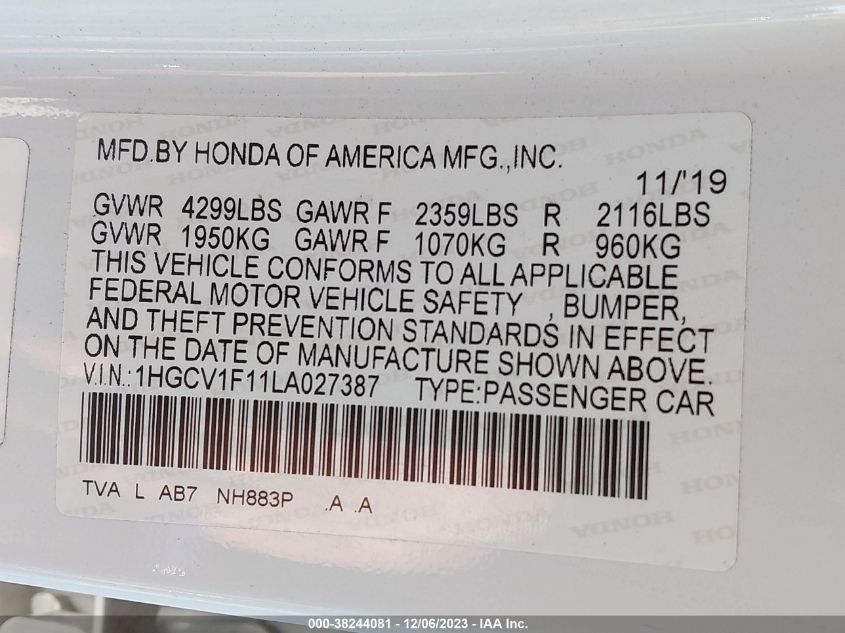 MFD.BY HONDA OF AMERICA MFG.,INC.
11/'19
GVWR 4299LBS GAWR F 2359LBS R 2116LBS
GVWR 1950KG GAWR F 1070KG R 960KG
THIS VEHICLE CONFORMS TO ALL APPLICABLE
FEDERAL MOTOR VEHICLE SAFETY , BUMPER,
AND THEFT PREVENTION STANDARDS IN EFFECT
ON THE DATE OF MANUFACTURE SHOWN ABOVE.
V.I.N.:1HGCV1F11LA027387 TYPE:PASSENGER CAR
TVA L AB7 NH883P .A .A
000-38244081 - 12/06/2023 - IAA Inc.